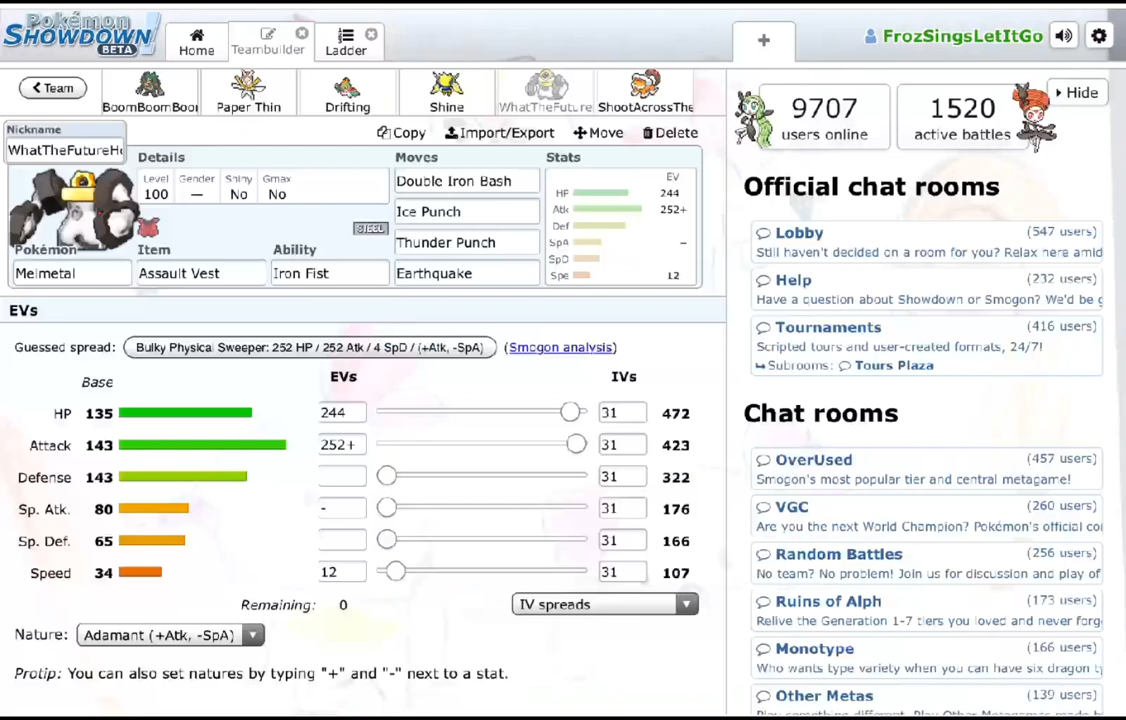 Pokémon
SHOWDOWN
BETA
Home
Teambuilder
Ladder
+
FrozSingsLetItGo
Team
BoomBoomBoo
Paper Thin
Drifting
Shine
WhatTheFuture
ShootAcrossThe
9707
users online
1520
active battles
Hide
Nickname
WhatTheFutureHo
Copy
Import/Export
Move
Delete
Details
Moves
Stats
Level
Gender
Shiny
Gmax
100
—
No
No
Double Iron Bash
Ice Punch
Thunder Punch
Earthquake
EV
HP 244
Atk 252+
Def
SpA –
SpD
Spe 12
STEEL
Pokémon
Item
Ability
Melmetal
Assault Vest
Iron Fist
EVs
Guessed spread: Bulky Physical Sweeper: 252 HP / 252 Atk / 4 SpD / (+Atk, -SpA) (Smogon analysis)
Base EVs IVs
HP 135 244 31 472
Attack 143 252+ 31 423
Defense 143 31 322
Sp. Atk. 80 - 31 176
Sp. Def. 65 31 166
Speed 34 12 31 107
Remaining: 0
IV spreads
Nature: Adamant (+Atk, -SpA)
Protip: You can also set natures by typing "+" and "-" next to a stat.
Official chat rooms
Lobby (547 users)
Still haven't decided on a room for you? Relax here amid
Help (232 users)
Have a question about Showdown or Smogon? We'd be g
Tournaments (416 users)
Scripted tours and user-created formats, 24/7!
Subrooms: Tours Plaza
Chat rooms
OverUsed (457 users)
Smogon's most popular tier and central metagame!
VGC (260 users)
Are you the next World Champion? Pokémon's official co
Random Battles (256 users)
No team? No problem! Join us for discussion and play of
Ruins of Alph (173 users)
Relive the Generation 1-7 tiers you loved and never forg
Monotype (166 users)
Who wants type variety when you can have six dragon ty
Other Metas (139 users)